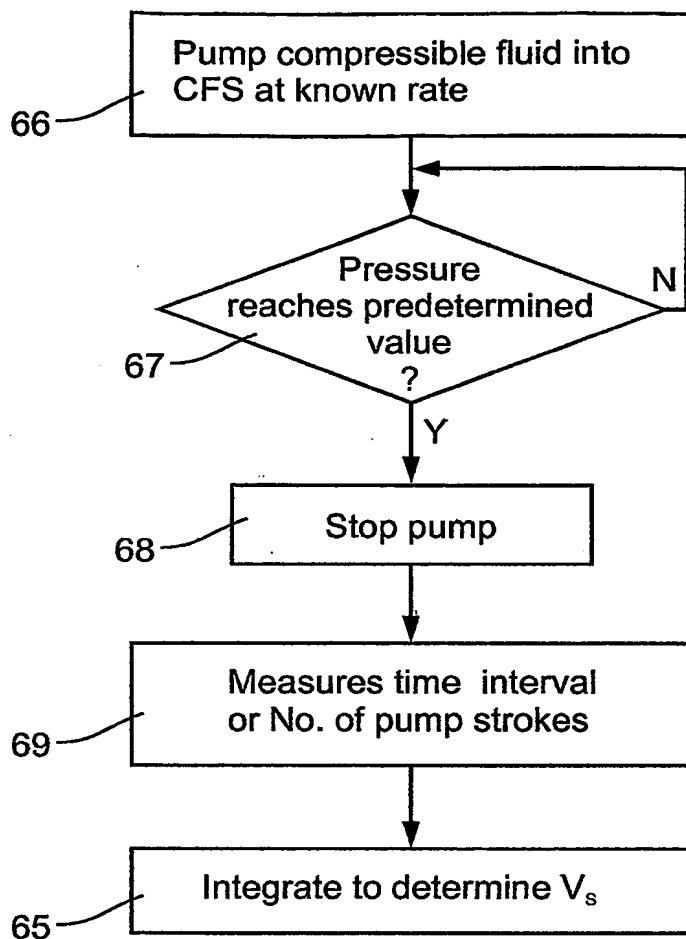 Pump compressible fluid into
CFS at known rate
66
Pressure
reaches predetermined
value
?
N
67
Y
Stop pump
68
Measures time interval
or No. of pump strokes
69
Integrate to determine Vₛ
65